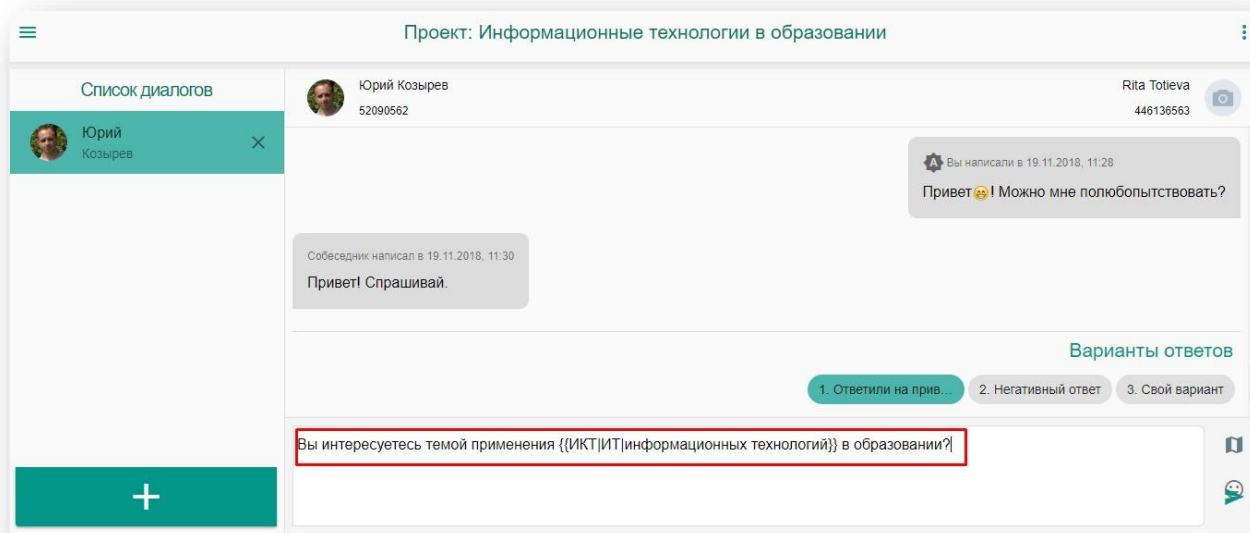 Проект: Информационные технологии в образовании
Список диалогов
Юрий
Козырев
Юрий Козырев
52090562
Rita Totieva
446136563
Вы написали в 19.11.2018, 11:28
Привет😁! Можно мне полюбопытствовать?
Собеседник написал в 19.11.2018, 11:30
Привет! Спрашивай.
Варианты ответов
1. Ответили на прив...
2. Негативный ответ
3. Свой вариант
Вы интересуетесь темой применения {{ИКТ|ИТ|информационных технологий}} в образовании?